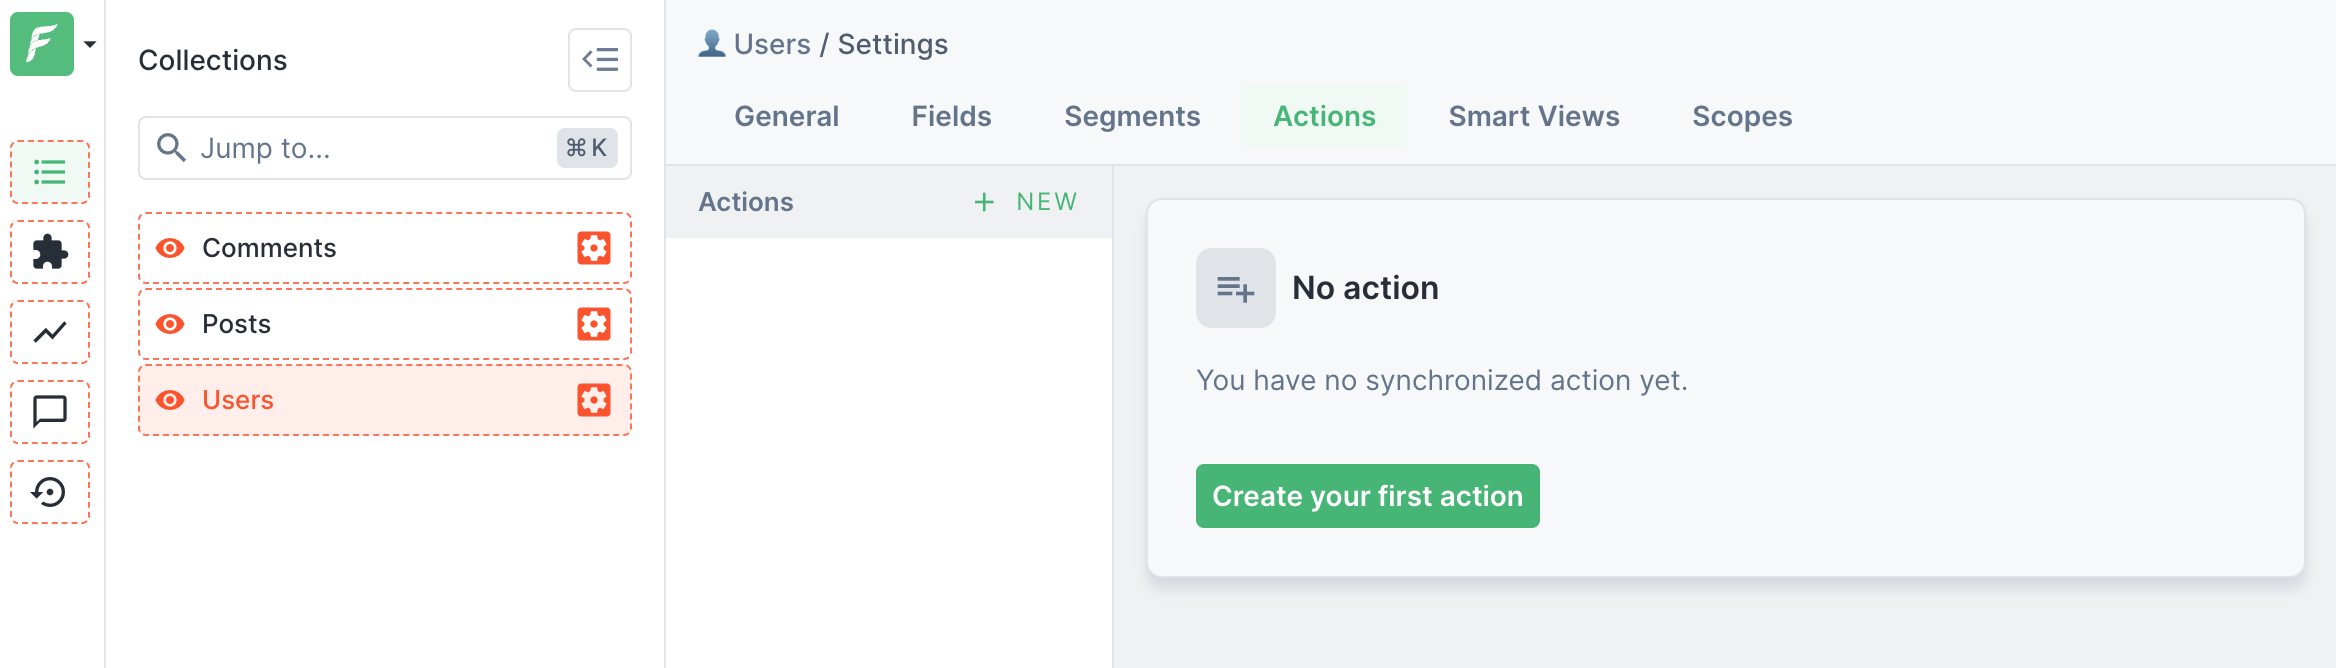 Collections
Jump to...
⌘ K
Comments
Posts
Users
Users / Settings
General Fields Segments Actions Smart Views Scopes
Actions + NEW
No action
You have no synchronized action yet.
Create your first action